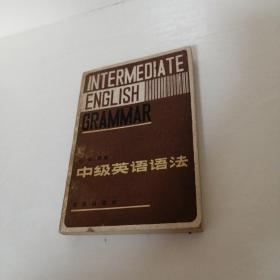 INTERMEDIATE
ENGLISH
GRAMMAR
中级英语语法